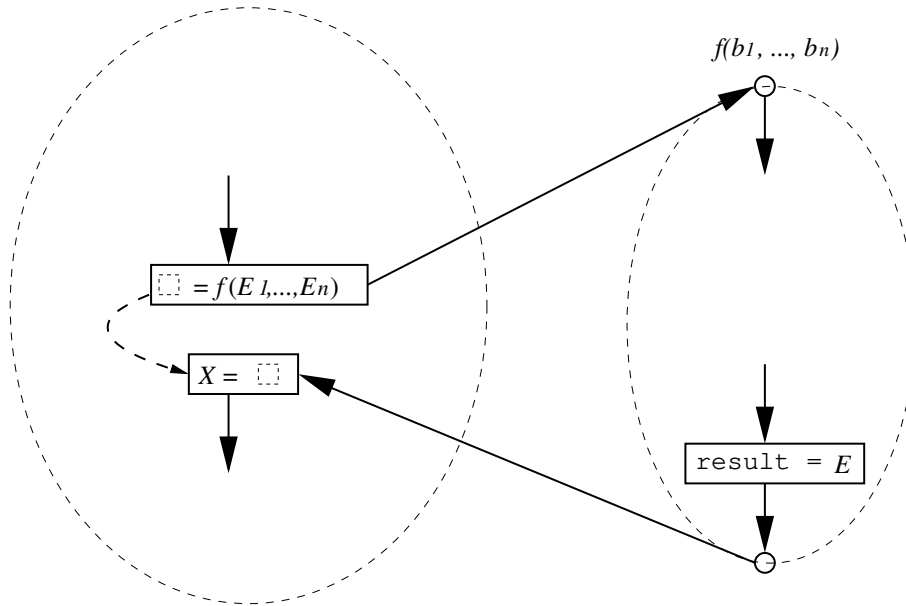 f(b1, ..., bn)
= f(E1,...,En)
X =
result = E